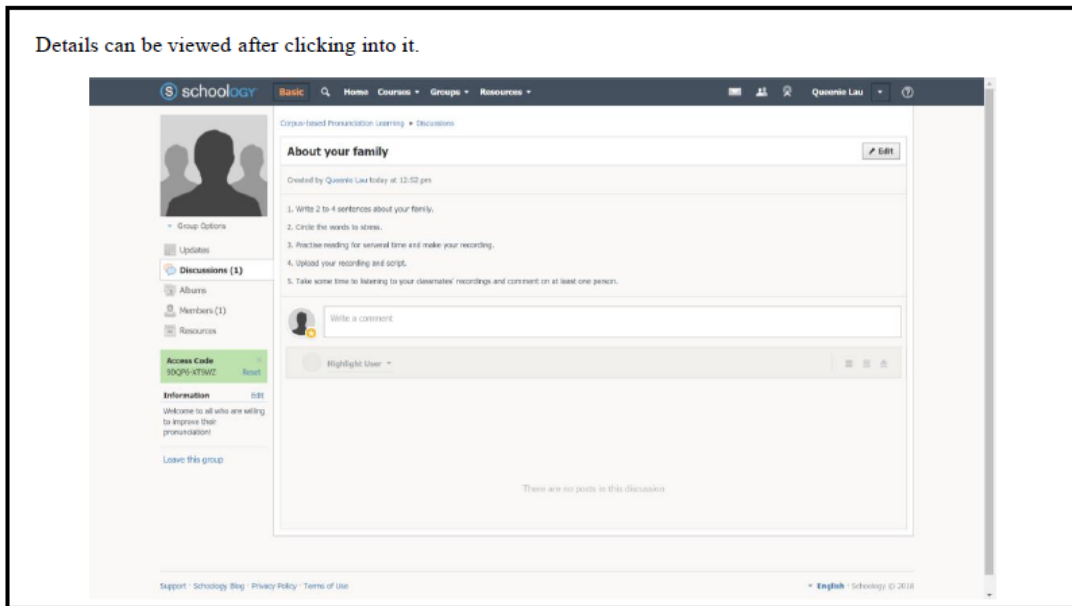 Details can be viewed after clicking into it.
S schoology Basic Home Courses Groups Resources Queenie Lau
Corpus-based Pronunciation Learning Discussions
About your family Edit
Created by Queenie Lau today at 12:52 pm
1. Write 2 to 4 sentences about your family.
2. Circle the words to stress.
3. Practise reading for serveral time and make your recording.
4. Upload your recording and script.
5. Take some time to listening to your classmates' recordings and comment on at least one person.
Write a comment
Highlight User
There are no posts in this discussion
Group Options
Updates
Discussions (1)
Albums
Members (1)
Resources
Access Code
Reset
Information Edit
Welcome to all who are willing
to improve their
pronunciation!
Leave this group
Support · Schoology Blog · Privacy Policy · Terms of Use
English · Schoology © 2018